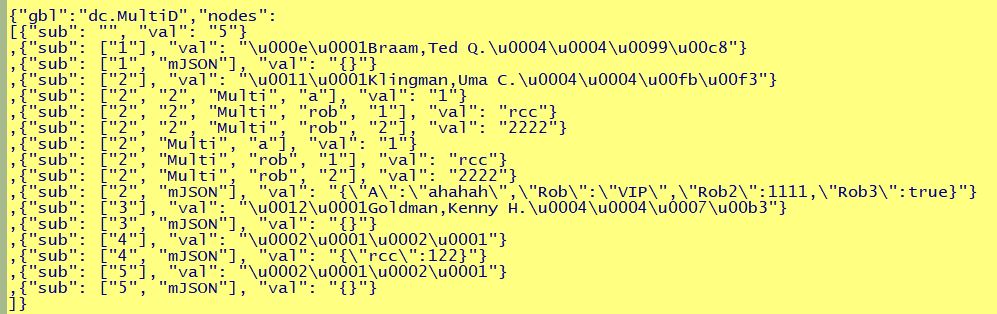 {"gbl":"dc.MultiD","nodes":
[{"sub": "", "val": "5"}
,{"sub": ["1"], "val": "\u000e\u0001Braam,Ted Q.\u0004\u0004\u0099\u00c8"}
,{"sub": ["1", "mJSON"], "val": "{}"}
,{"sub": ["2"], "val": "\u0011\u0001Klingman,Uma C.\u0004\u0004\u00fb\u00f3"}
,{"sub": ["2", "2", "Multi", "a"], "val": "1"}
,{"sub": ["2", "2", "Multi", "rob", "1"], "val": "rcc"}
,{"sub": ["2", "2", "Multi", "rob", "2"], "val": "2222"}
,{"sub": ["2", "Multi", "a"], "val": "1"}
,{"sub": ["2", "Multi", "rob", "1"], "val": "rcc"}
,{"sub": ["2", "Multi", "rob", "2"], "val": "2222"}
,{"sub": ["2", "mJSON"], "val": "{\"A\":\"ahahah\",\"Rob\":\"VIP\",\"Rob2\":1111,\"Rob3\":true}"}
,{"sub": ["3"], "val": "\u0012\u0001Goldman,Kenny H.\u0004\u0004\u0007\u00b3"}
,{"sub": ["3", "mJSON"], "val": "{}"}
,{"sub": ["4"], "val": "\u0002\u0001\u0002\u0001"}
,{"sub": ["4", "mJSON"], "val": "{\"rcc\":122}"}
,{"sub": ["5"], "val": "\u0002\u0001\u0002\u0001"}
,{"sub": ["5", "mJSON"], "val": "{}"}
]}